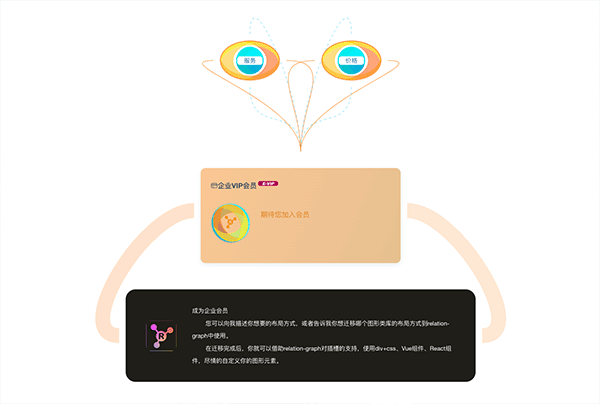 服务
价格
企业VIP会员 E-VIP
期待您加入会员
成为企业会员
您可以向我描述你想要的布局方式，或者告诉我你想迁移哪个图形类库的布局方式到relation-
graph中使用。
在迁移完成后，你就可以借助relation-graph对插槽的支持，使用div+css、Vue组件、React组
件，尽情的自定义你的图形元素。
R